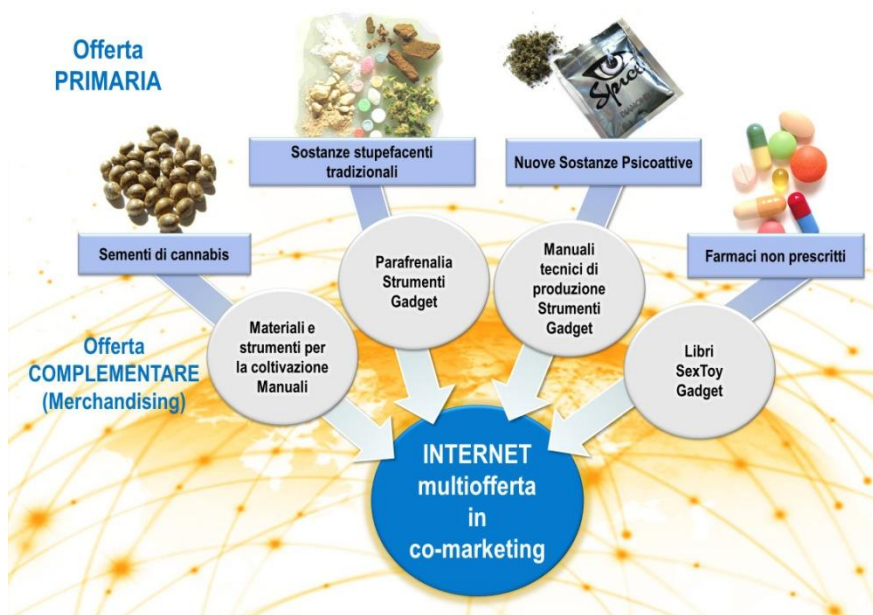 Offerta
PRIMARIA
Spice
DIAMOND
Sostanze stupefacenti
tradizionali
Nuove Sostanze Psicoattive
Sementi di cannabis
Farmaci non prescritti
Parafrenalia
Strumenti
Gadget
Manuali
tecnici di
produzione
Strumenti
Gadget
Materiali e
strumenti per
la coltivazione
Manuali
Libri
SexToy
Gadget
Offerta
COMPLEMENTARE
(Merchandising)
INTERNET
multiofferta
in
co-marketing